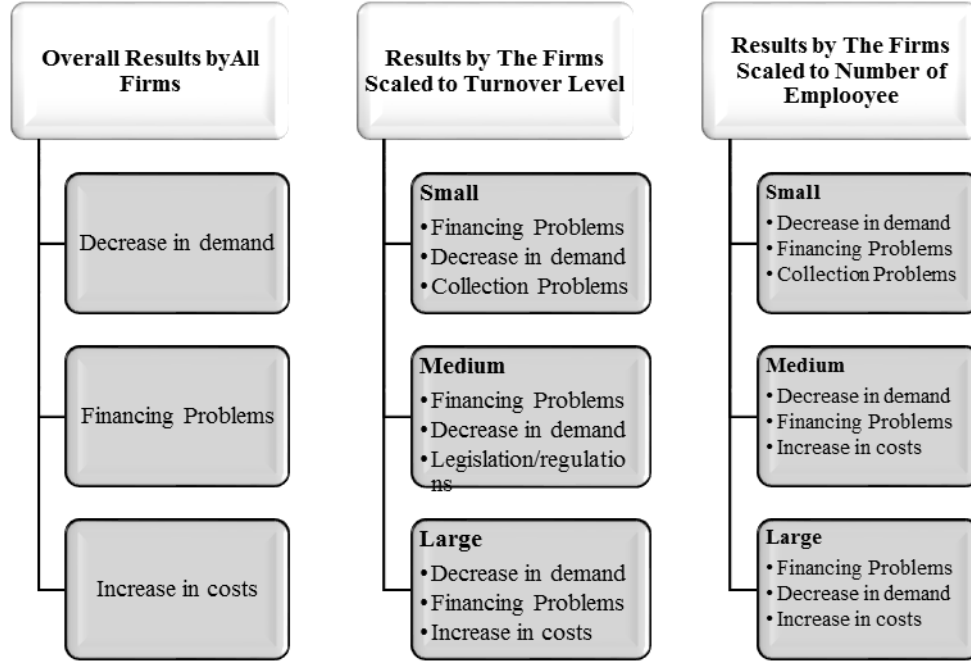 Overall Results byAll
Firms
Decrease in demand
Financing Problems
Increase in costs
Results by The Firms
Scaled to Turnover Level
Small
•Financing Problems
•Decrease in demand
•Collection Problems
Medium
•Financing Problems
•Decrease in demand
•Legislation/regulatio
ns
Large
•Decrease in demand
•Financing Problems
•Increase in costs
Results by The Firms
Scaled to Number of
Emplooyee
Small
•Decrease in demand
•Financing Problems
•Collection Problems
Medium
•Decrease in demand
•Financing Problems
•Increase in costs
Large
•Financing Problems
•Decrease in demand
•Increase in costs